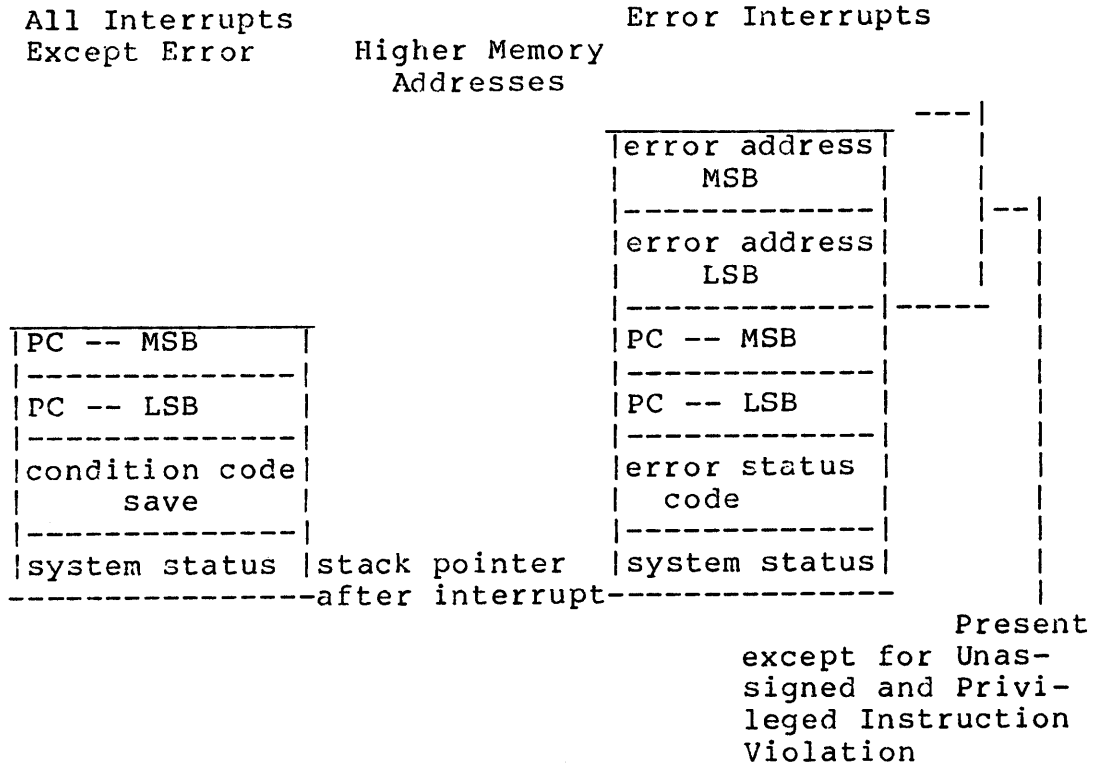 All Interrupts
Except Error
Higher Memory
Addresses
Error Interrupts
error address
MSB
error address
LSB
PC -- MSB
PC -- LSB
error status
code
system status
PC -- MSB
PC -- LSB
condition code
save
system status
stack pointer
after interrupt
Present
except for Unas-
signed and Privi-
leged Instruction
Violation